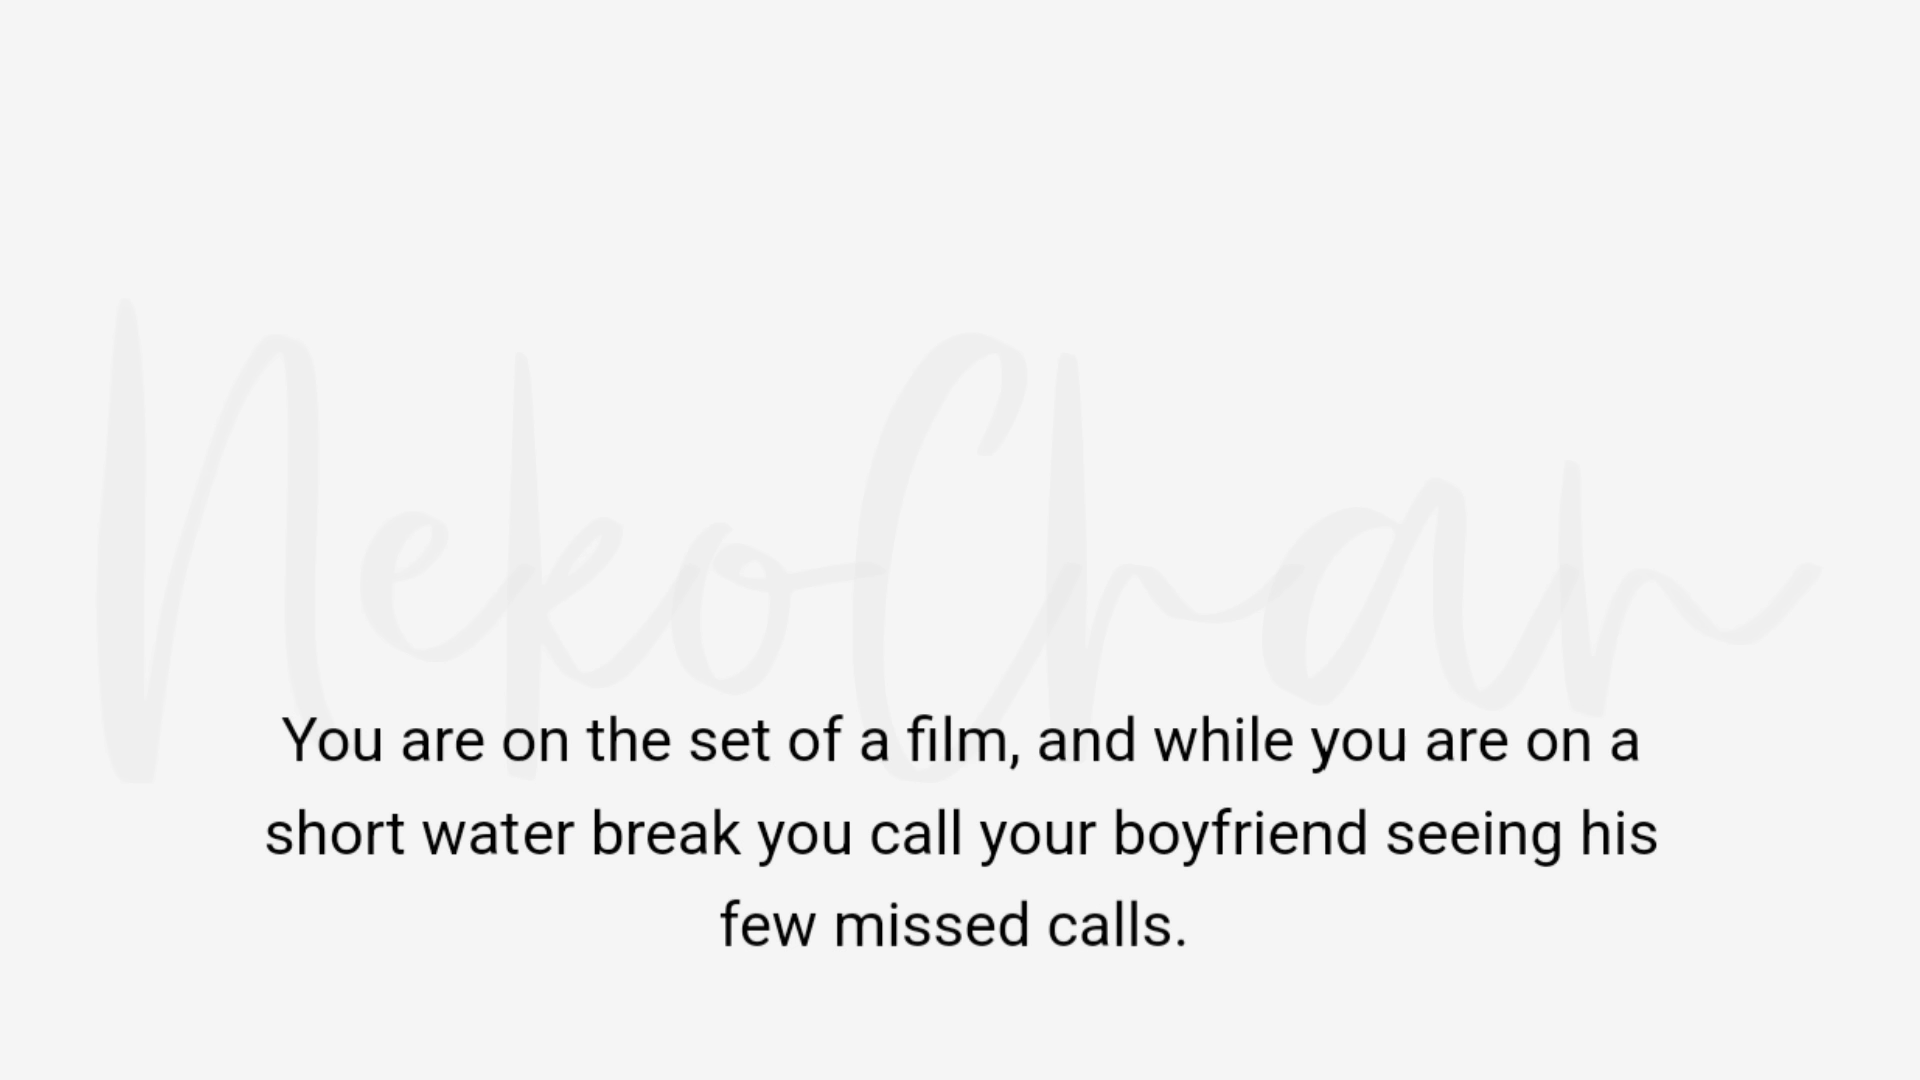 NekoChan
You are on the set of a film, and while you are on a
short water break you call your boyfriend seeing his
few missed calls.